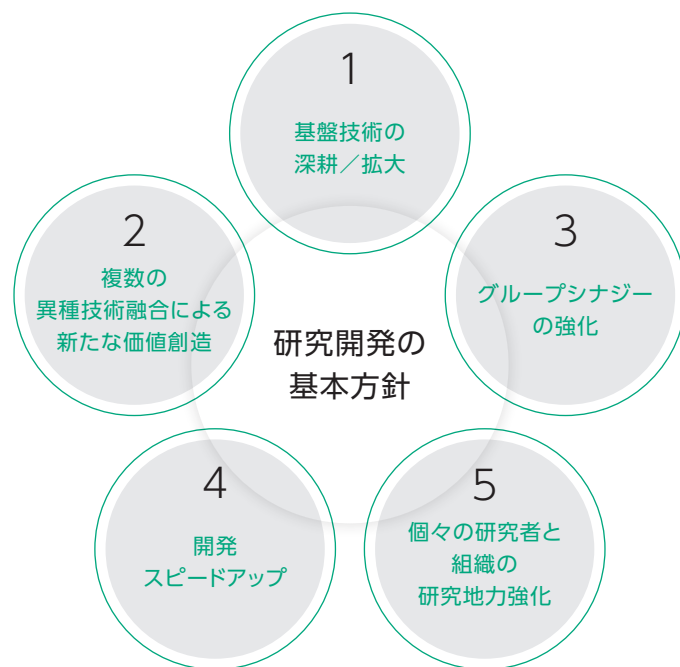 1
基盤技術の
深耕／拡大
2
複数の
異種技術融合による
新たな価値創造
3
グループシナジー
の強化
研究開発の
基本方針
4
開発
スピードアップ
5
個々の研究者と
組織の
研究地力強化